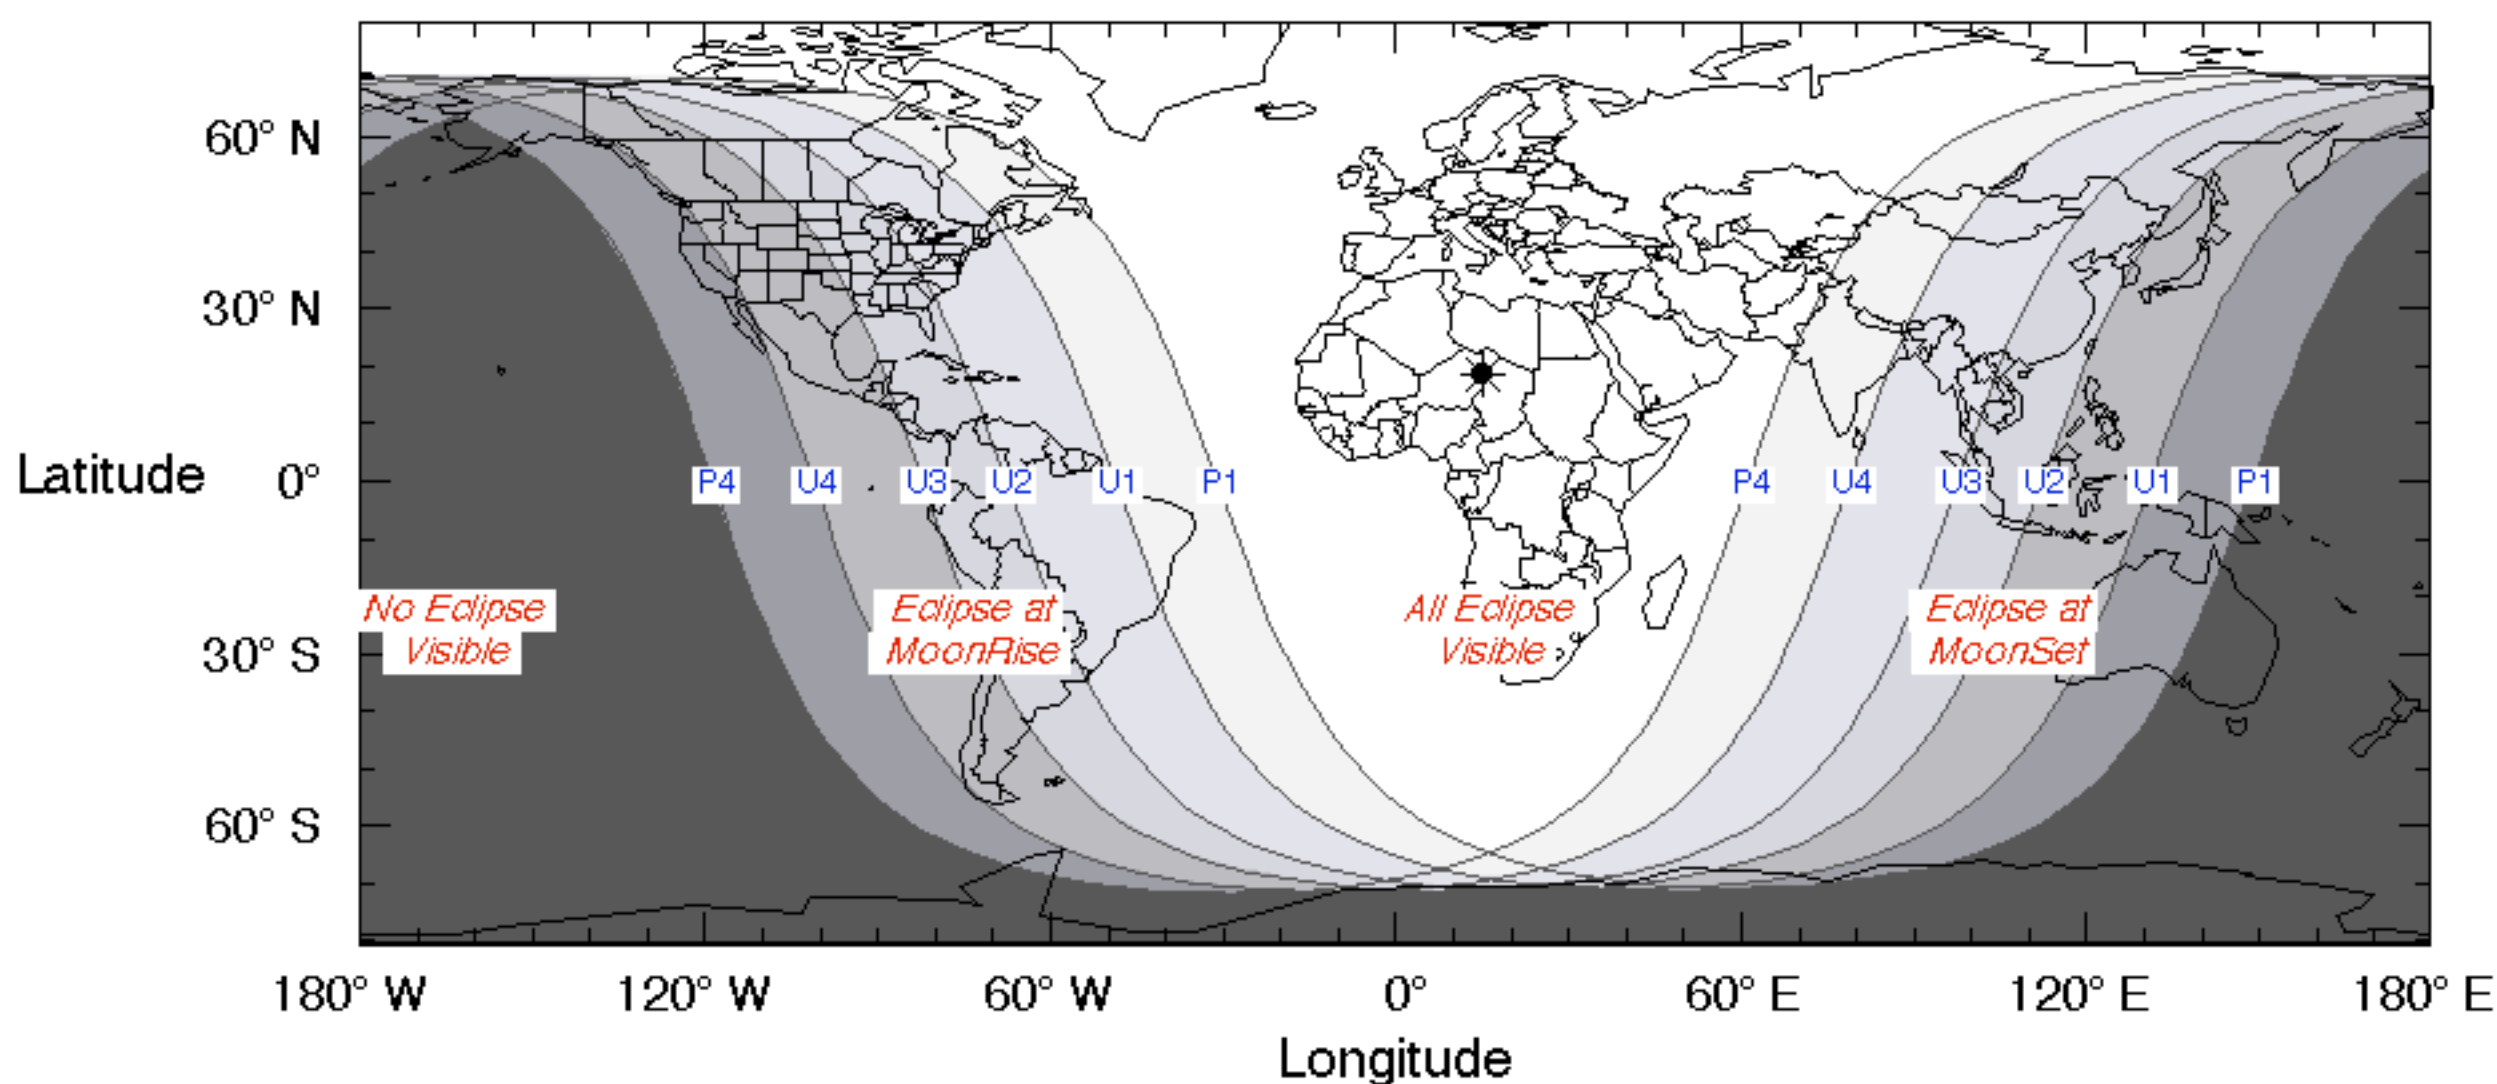 60° N
30° N
Latitude 0°
P4 U4 U3 U2 U1 P1 P4 U4 U3 U2 U1 P1
No Eclipse Visible
Eclipse at MoonRise
All Eclipse Visible
Eclipse at MoonSet
30° S
60° S
180° W 120° W 60° W 0° 60° E 120° E 180° E
Longitude